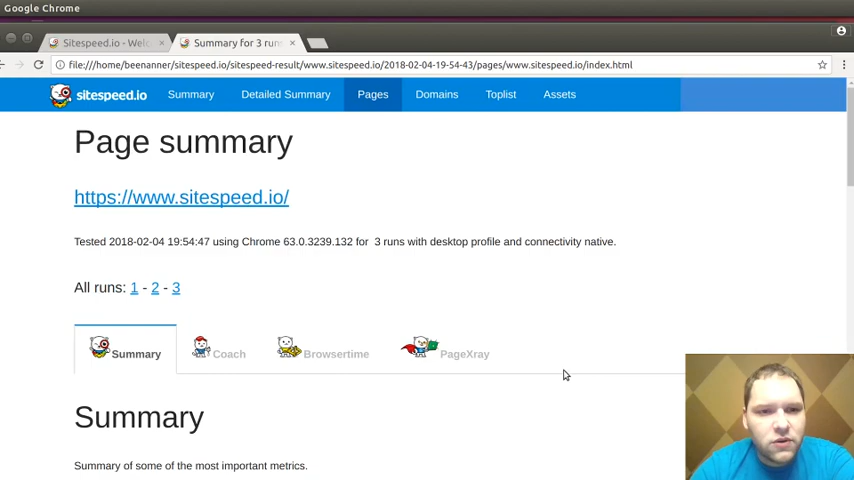 Google Chrome
Sitespeed.io - Welc × Summary for 3 runs ×
file:///home/beenanner/sitespeed.io/sitespeed-result/www.sitespeed.io/2018-02-04-19-54-43/pages/www.sitespeed.io/index.html
sitespeed.io Summary Detailed Summary Pages Domains Toplist Assets
Page summary
https://www.sitespeed.io/
Tested 2018-02-04 19:54:47 using Chrome 63.0.3239.132 for 3 runs with desktop profile and connectivity native.
All runs: 1 - 2 - 3
Summary Coach Browsertime PageXray
Summary
Summary of some of the most important metrics.